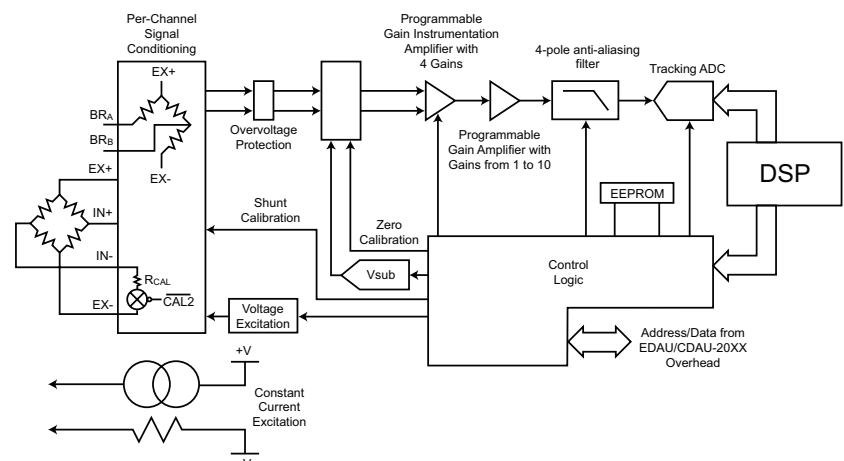 Per-Channel
Signal
Conditioning
Programmable
Gain Instrumentation
Amplifier with
4 Gains
4-pole anti-aliasing
filter
Tracking ADC
EX+
BRA
BRB
EX-
Overvoltage
Protection
Programmable
Gain Amplifier with
Gains from 1 to 10
DSP
EX+
IN+
IN-
EX-
RCAL
CAL2
Shunt
Calibration
Zero
Calibration
EEPROM
Vsub
Control
Logic
Voltage
Excitation
Address/Data from
EDAU/CDAU-20XX
Overhead
+V
Constant
Current
Excitation